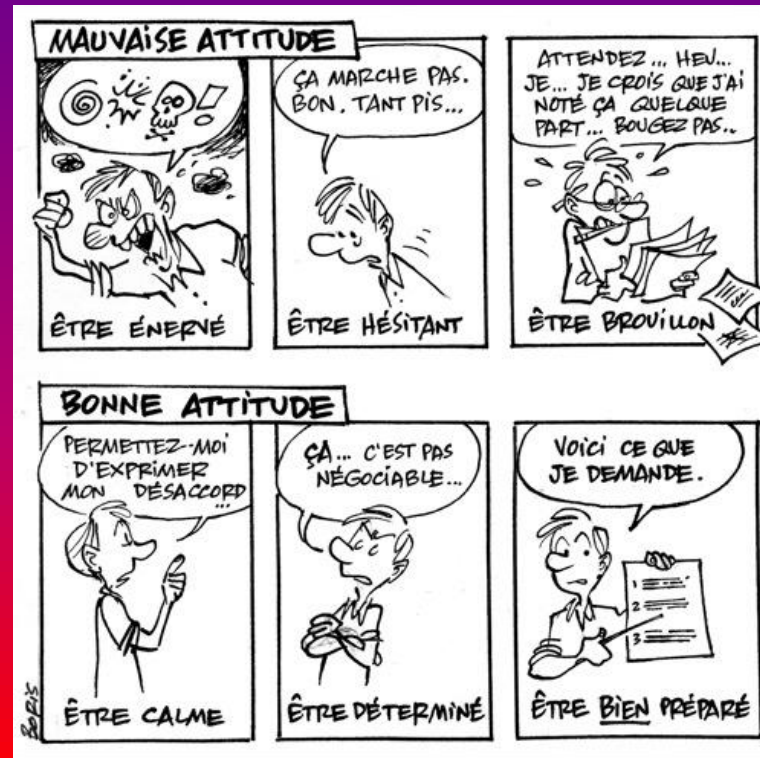 MAUVAISE ATTITUDE
ÇA MARCHE PAS.
BON. TANT PIS...
ATTENDEZ... HEU...
JE... JE CROIS QUE J'AI
NOTÉ ÇA QUELQUE
PART... BOUGEZ PAS..
ÊTRE ÉNERVÉ
ÊTRE HÉSITANT
ÊTRE BROUILLON
BONNE ATTITUDE
PERMETTEZ-MOI
D'EXPRIMER
MON DÉSACCORD
...
ÇA... C'EST PAS
NÉGOCIABLE...
VOICI CE QUE
JE DEMANDE.
1
2
3
ÊTRE CALME
ÊTRE DÉTERMINÉ
ÊTRE BIEN PRÉPARÉ
BORIS